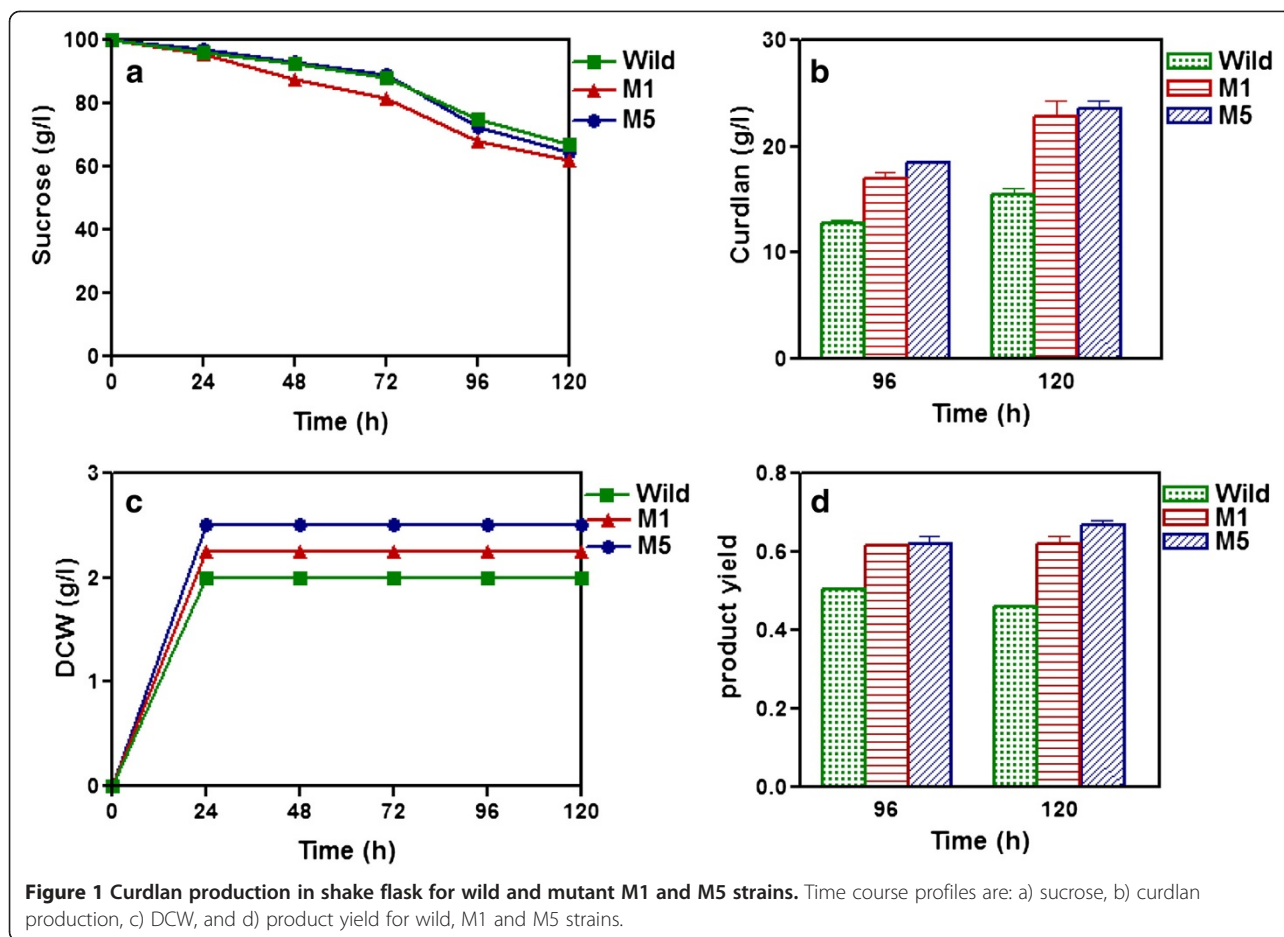 100
80
60
40
20
0
Sucrose (g/l)
a
0 24 48 72 96 120
Time (h)
Wild
M1
M5
30
20
10
0
Curdlan (g/l)
b
96 120
Time (h)
Wild
M1
M5
3
2
1
0
DCW (g/l)
c
0 24 48 72 96 120
Time (h)
Wild
M1
M5
0.8
0.6
0.4
0.2
0.0
product yield
d
96 120
Time (h)
Wild
M1
M5
Figure 1 Curdlan production in shake flask for wild and mutant M1 and M5 strains. Time course profiles are: a) sucrose, b) curdlan
production, c) DCW, and d) product yield for wild, M1 and M5 strains.